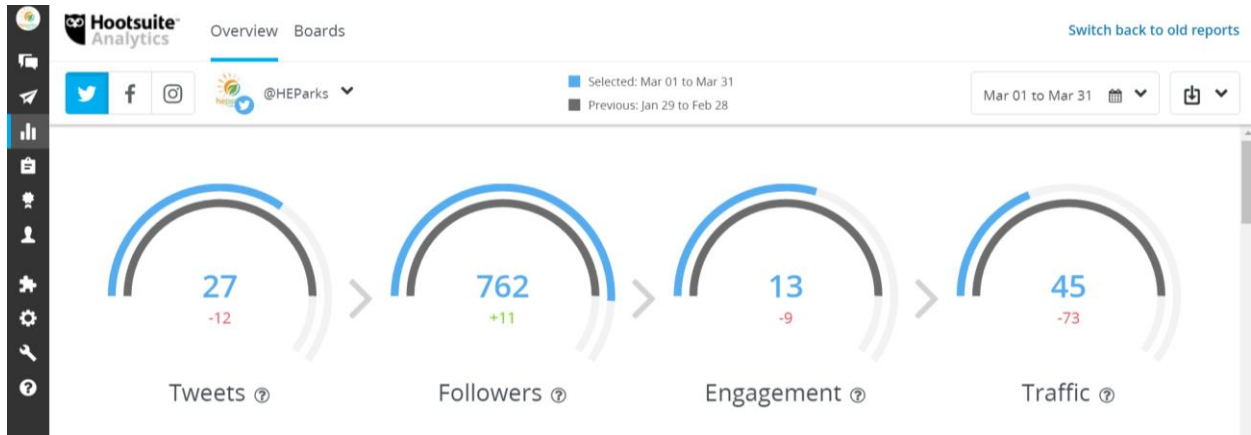 Hootsuite™
Analytics
Overview Boards
Switch back to old reports
@HEParks
Selected: Mar 01 to Mar 31
Previous: Jan 29 to Feb 28
Mar 01 to Mar 31
27
-12
Tweets ?
762
+11
Followers ?
13
-9
Engagement ?
45
-73
Traffic ?